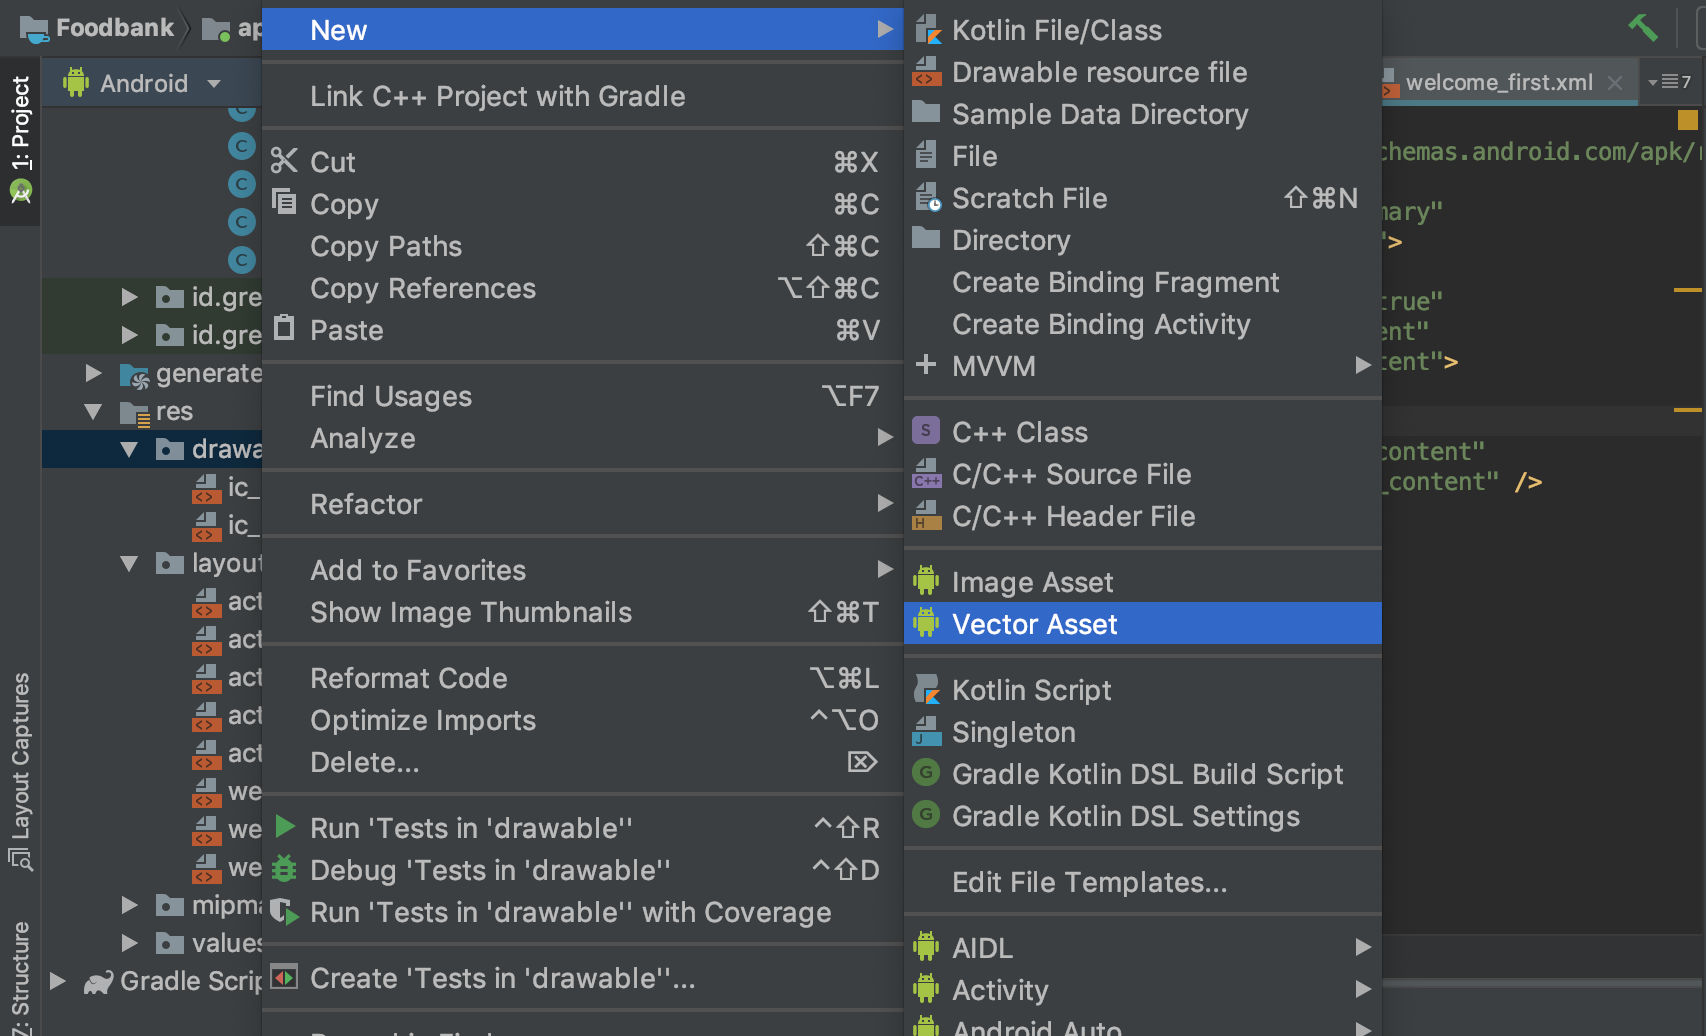 Foodbank
Android
1: Project
Layout Captures
7: Structure
id.gre
id.gre
generate
res
drawa
ic_
ic_
layout
act
act
act
act
act
we
we
we
mipma
values
Gradle Scrip
New
Link C++ Project with Gradle
Cut ⌘X
Copy ⌘C
Copy Paths ⇧⌘C
Copy References ⌥⇧⌘C
Paste ⌘V
Find Usages ⌥F7
Analyze
Refactor
Add to Favorites
Show Image Thumbnails ⇧⌘T
Reformat Code ⌥⌘L
Optimize Imports ^⌥O
Delete... ⌦
Run 'Tests in 'drawable'' ^⇧R
Debug 'Tests in 'drawable'' ^⇧D
Run 'Tests in 'drawable'' with Coverage
Create 'Tests in 'drawable''...
Kotlin File/Class
Drawable resource file
Sample Data Directory
File
Scratch File ⇧⌘N
Directory
Create Binding Fragment
Create Binding Activity
MVVM
C++ Class
C/C++ Source File
C/C++ Header File
Image Asset
Vector Asset
Kotlin Script
Singleton
Gradle Kotlin DSL Build Script
Gradle Kotlin DSL Settings
Edit File Templates...
AIDL
Activity
Android Auto
welcome_first.xml
7
chemas.android.com/apk/r
mary"
">
true"
ent"
tent">
content"
_content" />